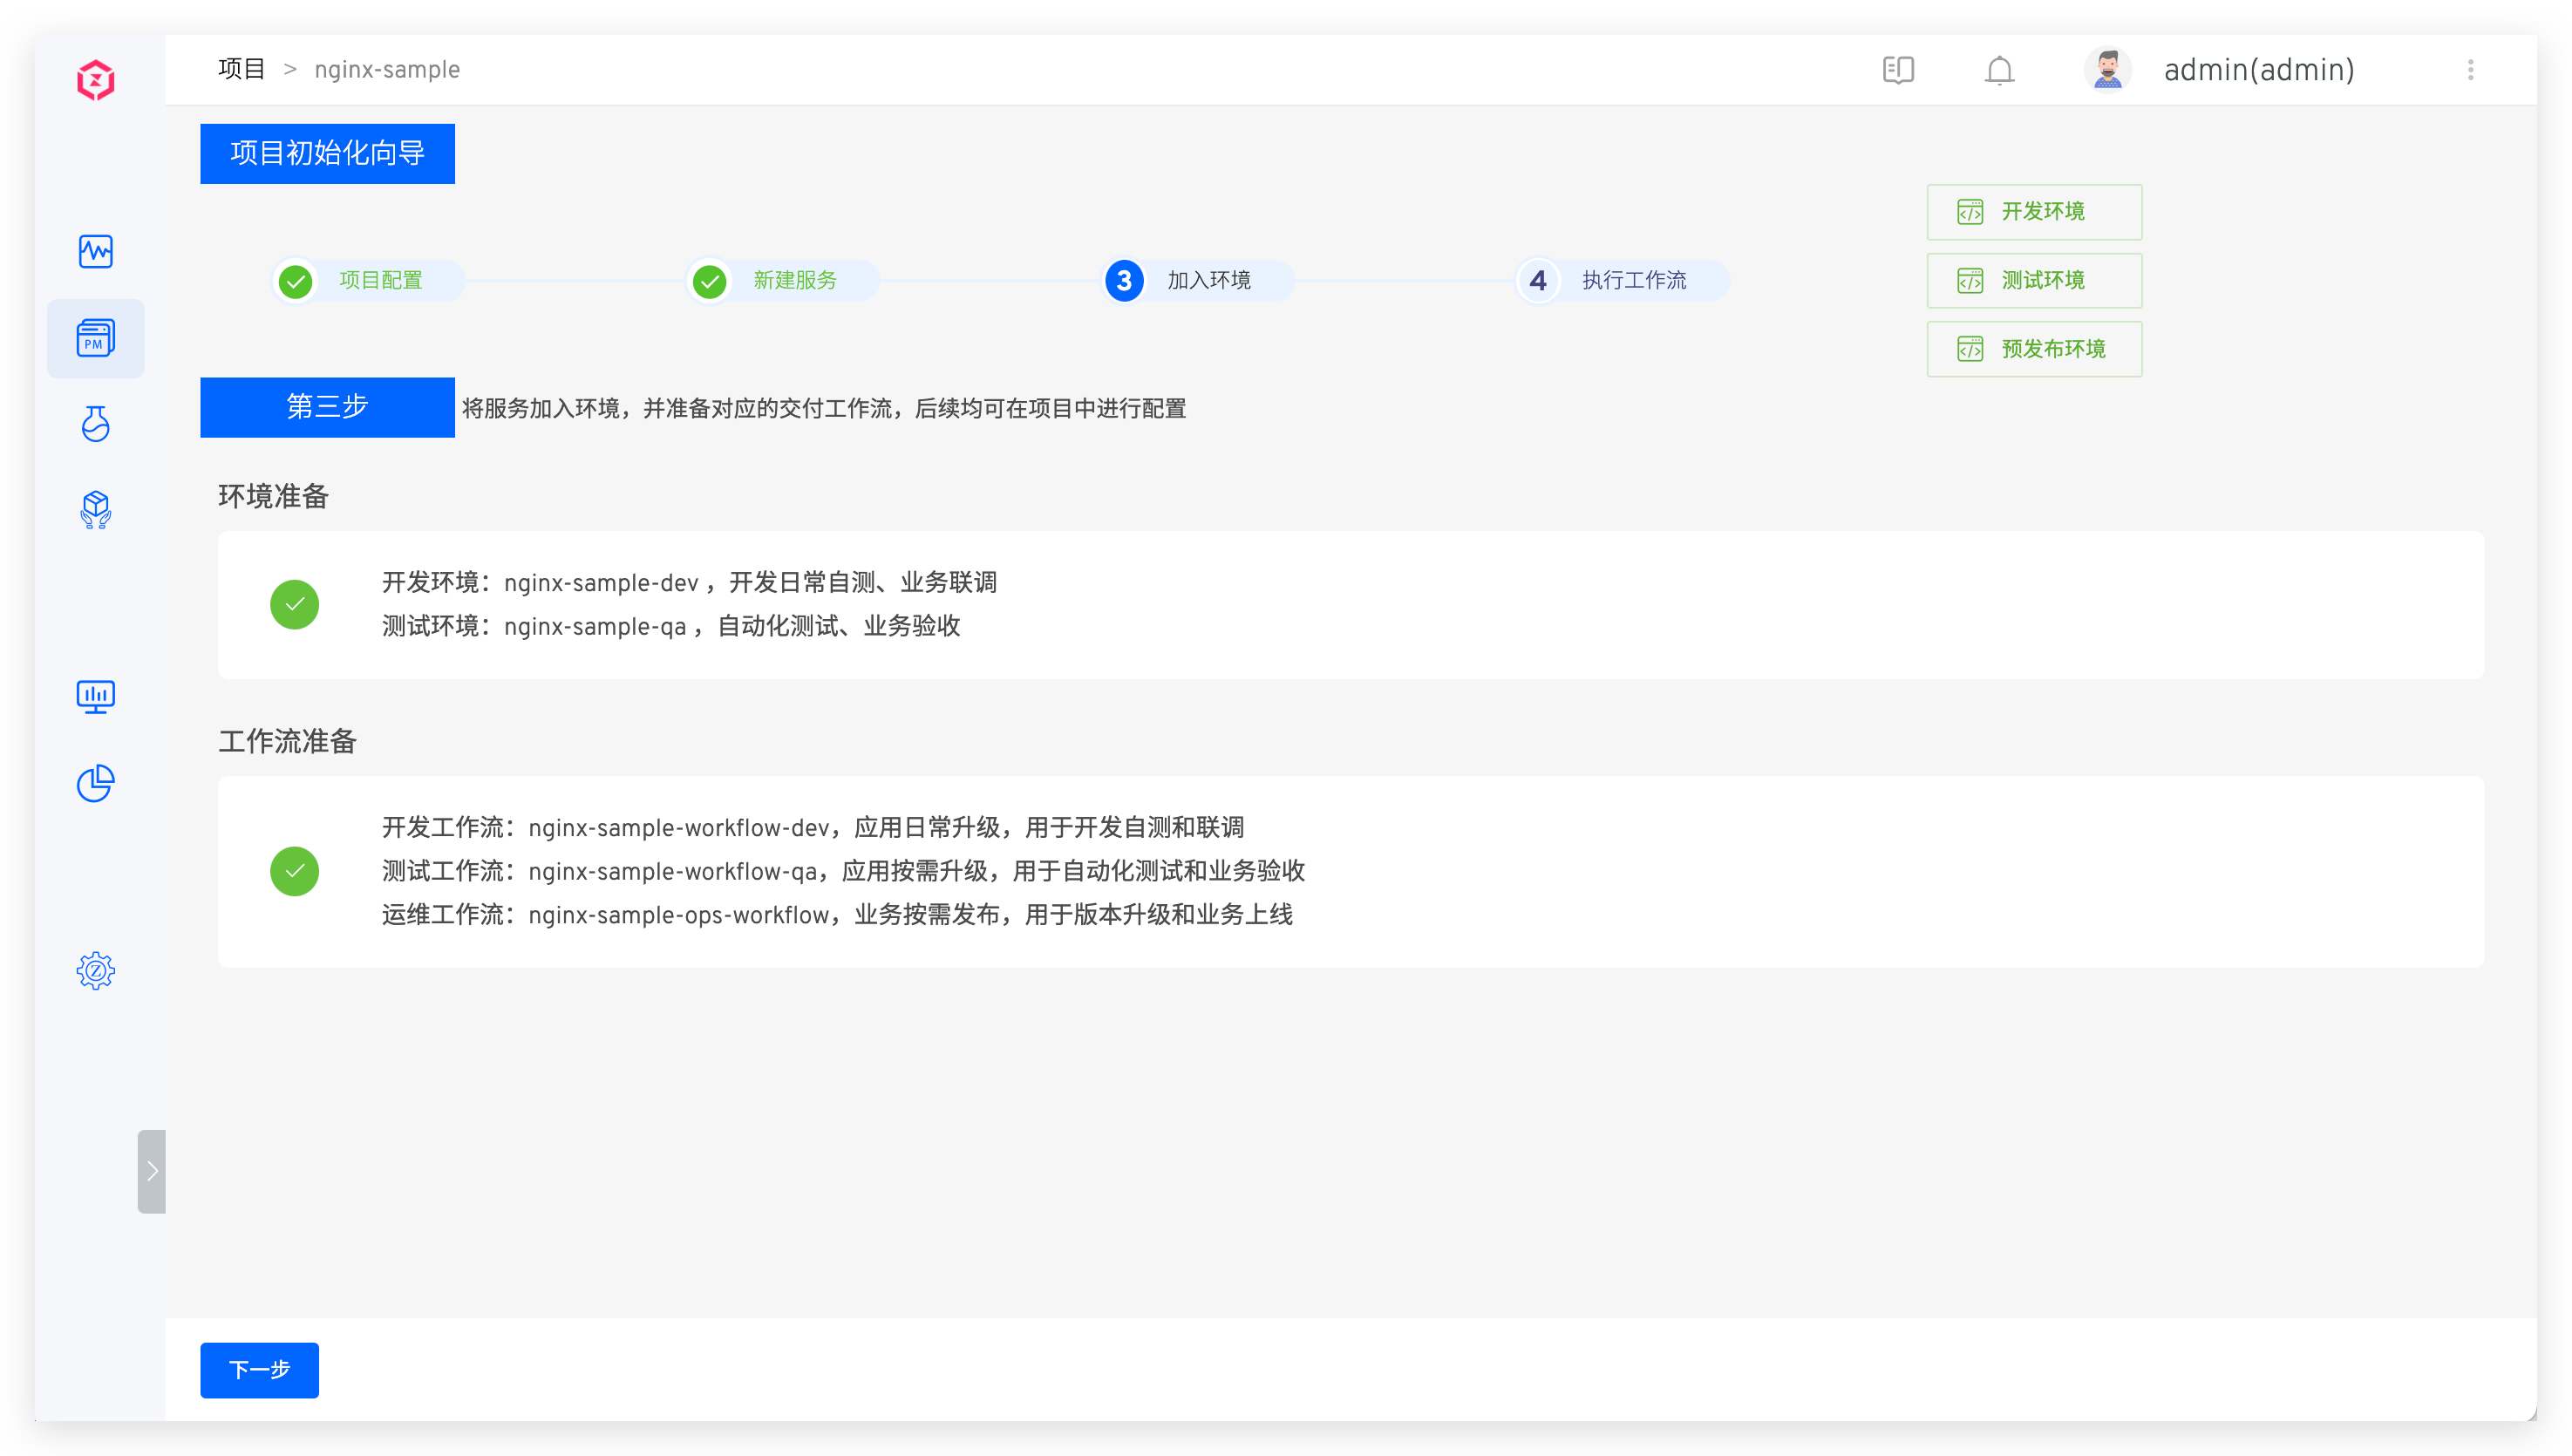 项目 > nginx-sample
admin(admin)
项目初始化向导
项目配置
新建服务
3 加入环境
4 执行工作流
开发环境
测试环境
预发布环境
PM
第三步 将服务加入环境，并准备对应的交付工作流，后续均可在项目中进行配置
环境准备
开发环境：nginx-sample-dev ，开发日常自测、业务联调
测试环境：nginx-sample-qa ，自动化测试、业务验收
工作流准备
开发工作流：nginx-sample-workflow-dev，应用日常升级，用于开发自测和联调
测试工作流：nginx-sample-workflow-qa，应用按需升级，用于自动化测试和业务验收
运维工作流：nginx-sample-ops-workflow，业务按需发布，用于版本升级和业务上线
Z
下一步